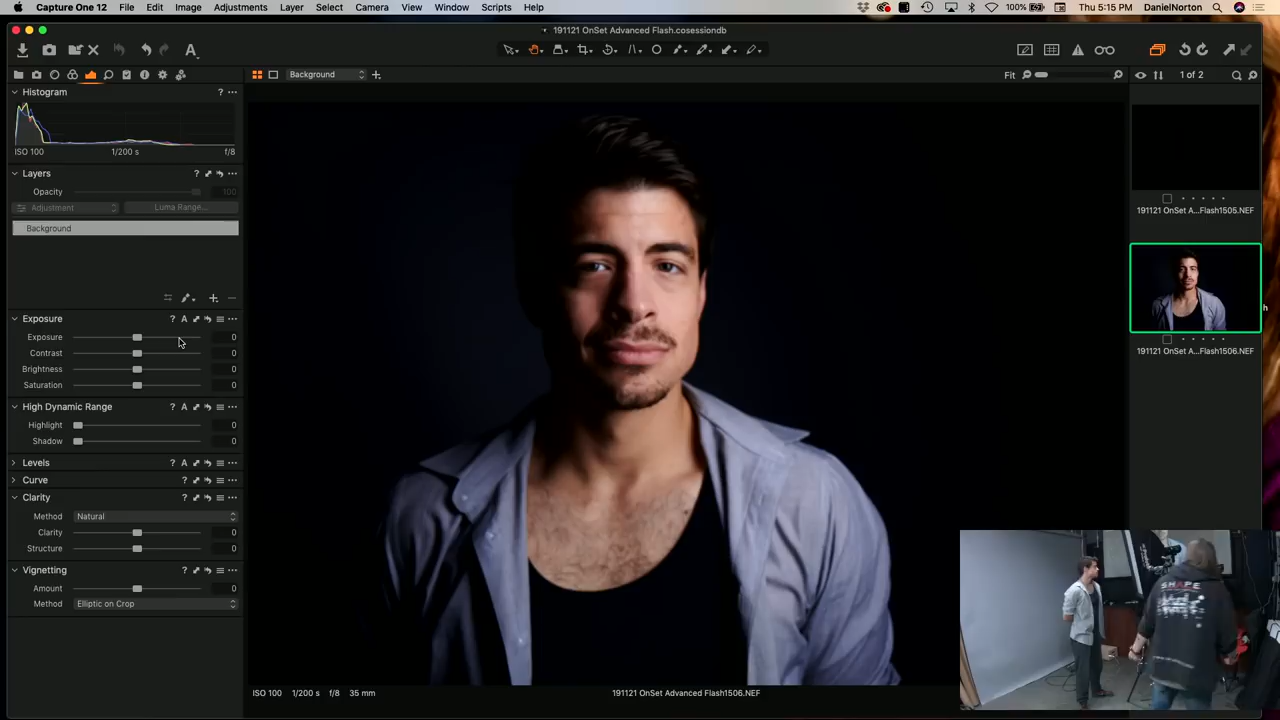 Capture One 12 File Edit Image Adjustments Layer Select Camera View Window Scripts Help 100% Thu 5:15 PM DanielNorton
191121 OnSet Advanced Flash.cosessiondb
Background
Fit
1 of 2
Histogram
ISO 100 1/200 s f/8
Layers
Opacity 100
Adjustment Luma Range...
Background
191121 OnSet A...Flash1505.NEF
Exposure
Exposure 0
Contrast 0
Brightness 0
Saturation 0
191121 OnSet A...Flash1506.NEF
High Dynamic Range
Highlight 0
Shadow 0
Levels
Curve
Clarity
Method Natural
Clarity 0
Structure 0
Vignetting
Amount 0
Method Elliptic on Crop
SHAPE
ISO 100 1/200 s f/8 35 mm
191121 OnSet Advanced Flash1506.NEF